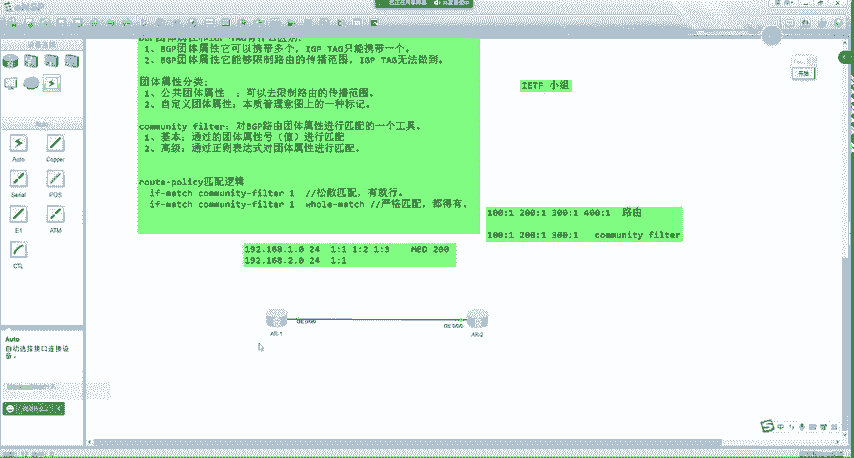 eNSP
1、BGP团体属性它可以携带多个，IGP TAG只能携带一个。
2、BGP团体属性它能够限制路由的传播范围，IGP TAG无法做到。
团体属性分类：
1、公共团体属性 ：可以去限制路由的传播范围。
2、自定义团体属性：本质管理意图上的一种标记。
community filter：对BGP路由团体属性进行匹配的一个工具。
1、基本：通过的团体属性号（值）进行匹配
2、高级：通过正则表达式对团体属性进行匹配。
route-policy匹配逻辑
if-match community-filter 1 //松散匹配，有就行。
if-match community-filter 1 whole-match //严格匹配，都得有。
IETF 小组
100:1 200:1 300:1 400:1 路由
100:1 200:1 300:1 community filter
192.168.1.0 24 1:1 1:2 1:3 MED 200
192.168.2.0 24 1:1
Auto
Copper
Serial
POS
E1
ATM
CTL
Auto
自动选择接口连接设备。